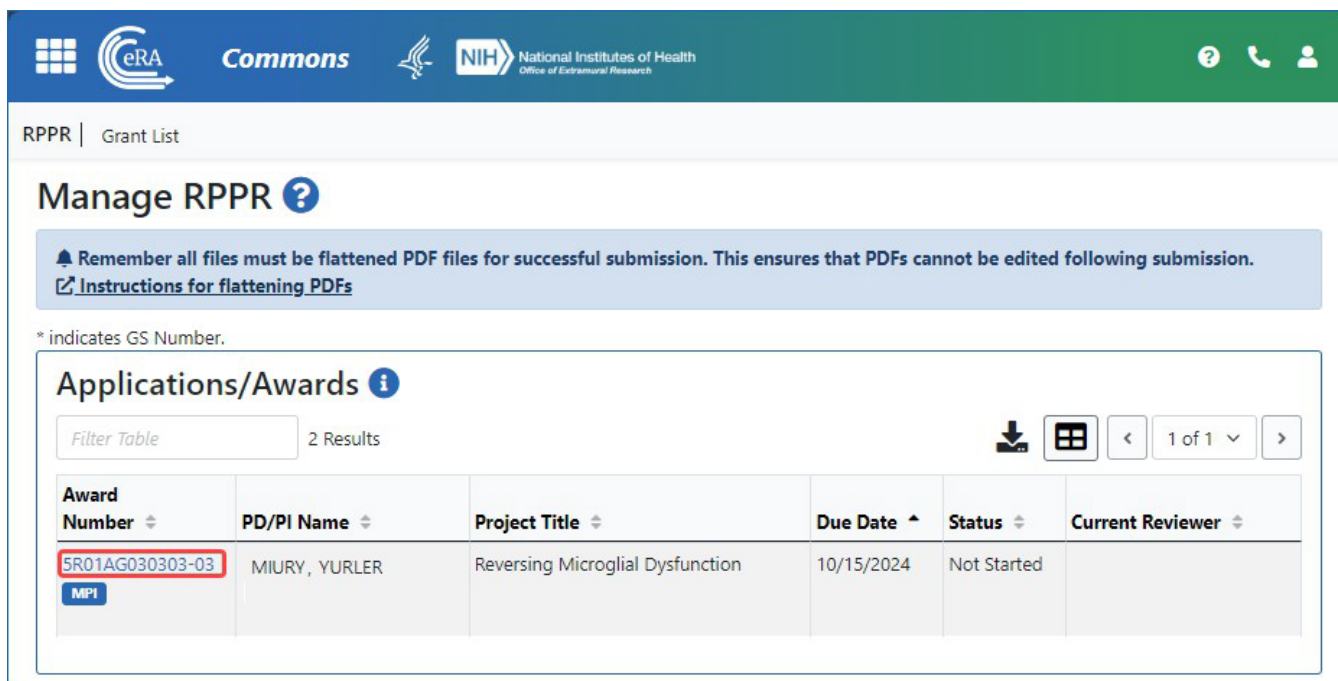 eRA Commons NIH National Institutes of Health
Office of Extramural Research
RPPR | Grant List
Manage RPPR ?
Remember all files must be flattened PDF files for successful submission. This ensures that PDFs cannot be edited following submission.
Instructions for flattening PDFs
* indicates GS Number.
Applications/Awards i
Filter Table 2 Results 1 of 1
Award
Number PD/PI Name Project Title Due Date Status Current Reviewer
5R01AG030303-03 MIURY, YURLER Reversing Microglial Dysfunction 10/15/2024 Not Started
MPI